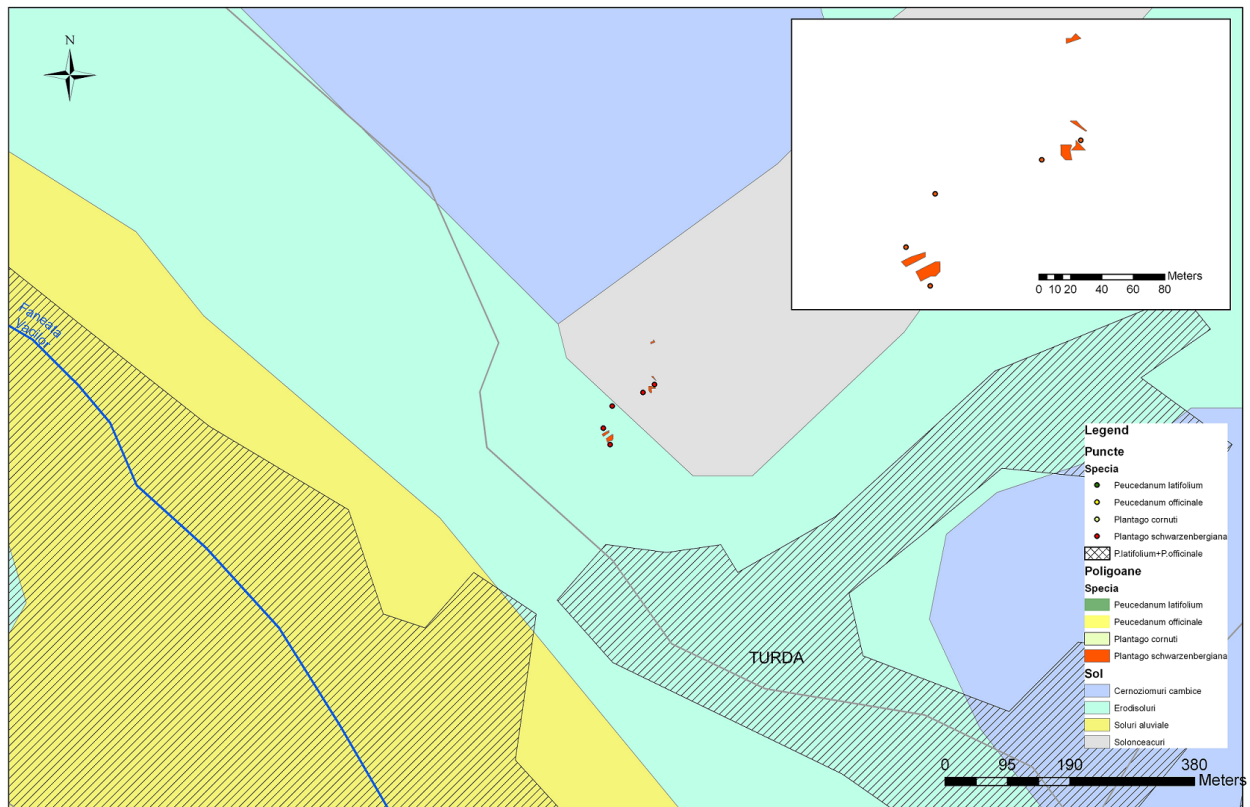 N
Meters
0 10 20 40 60 80
Faneata
Vacilor
TURDA
Legend
Puncte
Specia
Peucedanum latifolium
Peucedanum officinale
Plantago cornuti
Plantago schwarzenbergiana
P.latifolium+P.officinale
Poligoane
Specia
Peucedanum latifolium
Peucedanum officinale
Plantago cornuti
Plantago schwarzenbergiana
Sol
Cernoziomuri cambice
Erodisoluri
Soluri aluviale
Solonceacuri
0 95 190 380
Meters